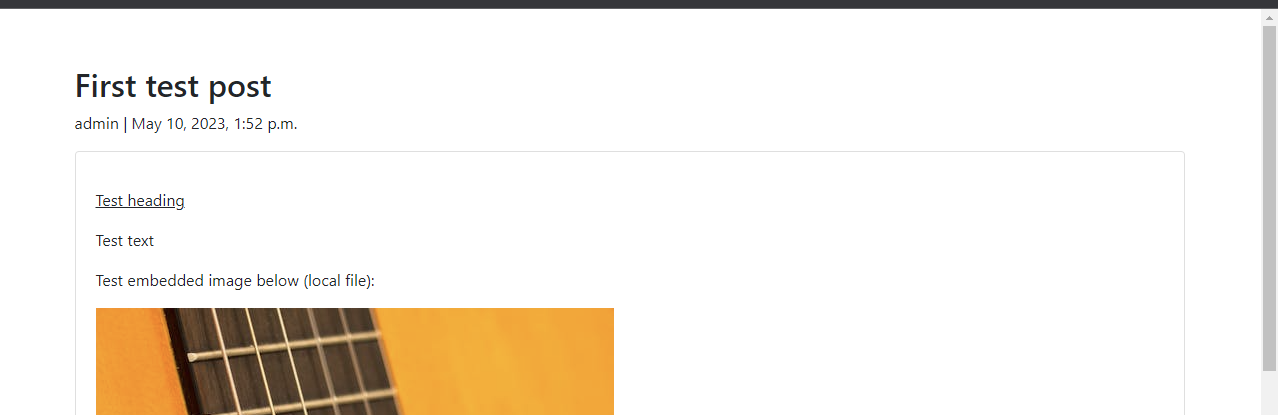 First test post
admin | May 10, 2023, 1:52 p.m.
Test heading
Test text
Test embedded image below (local file):